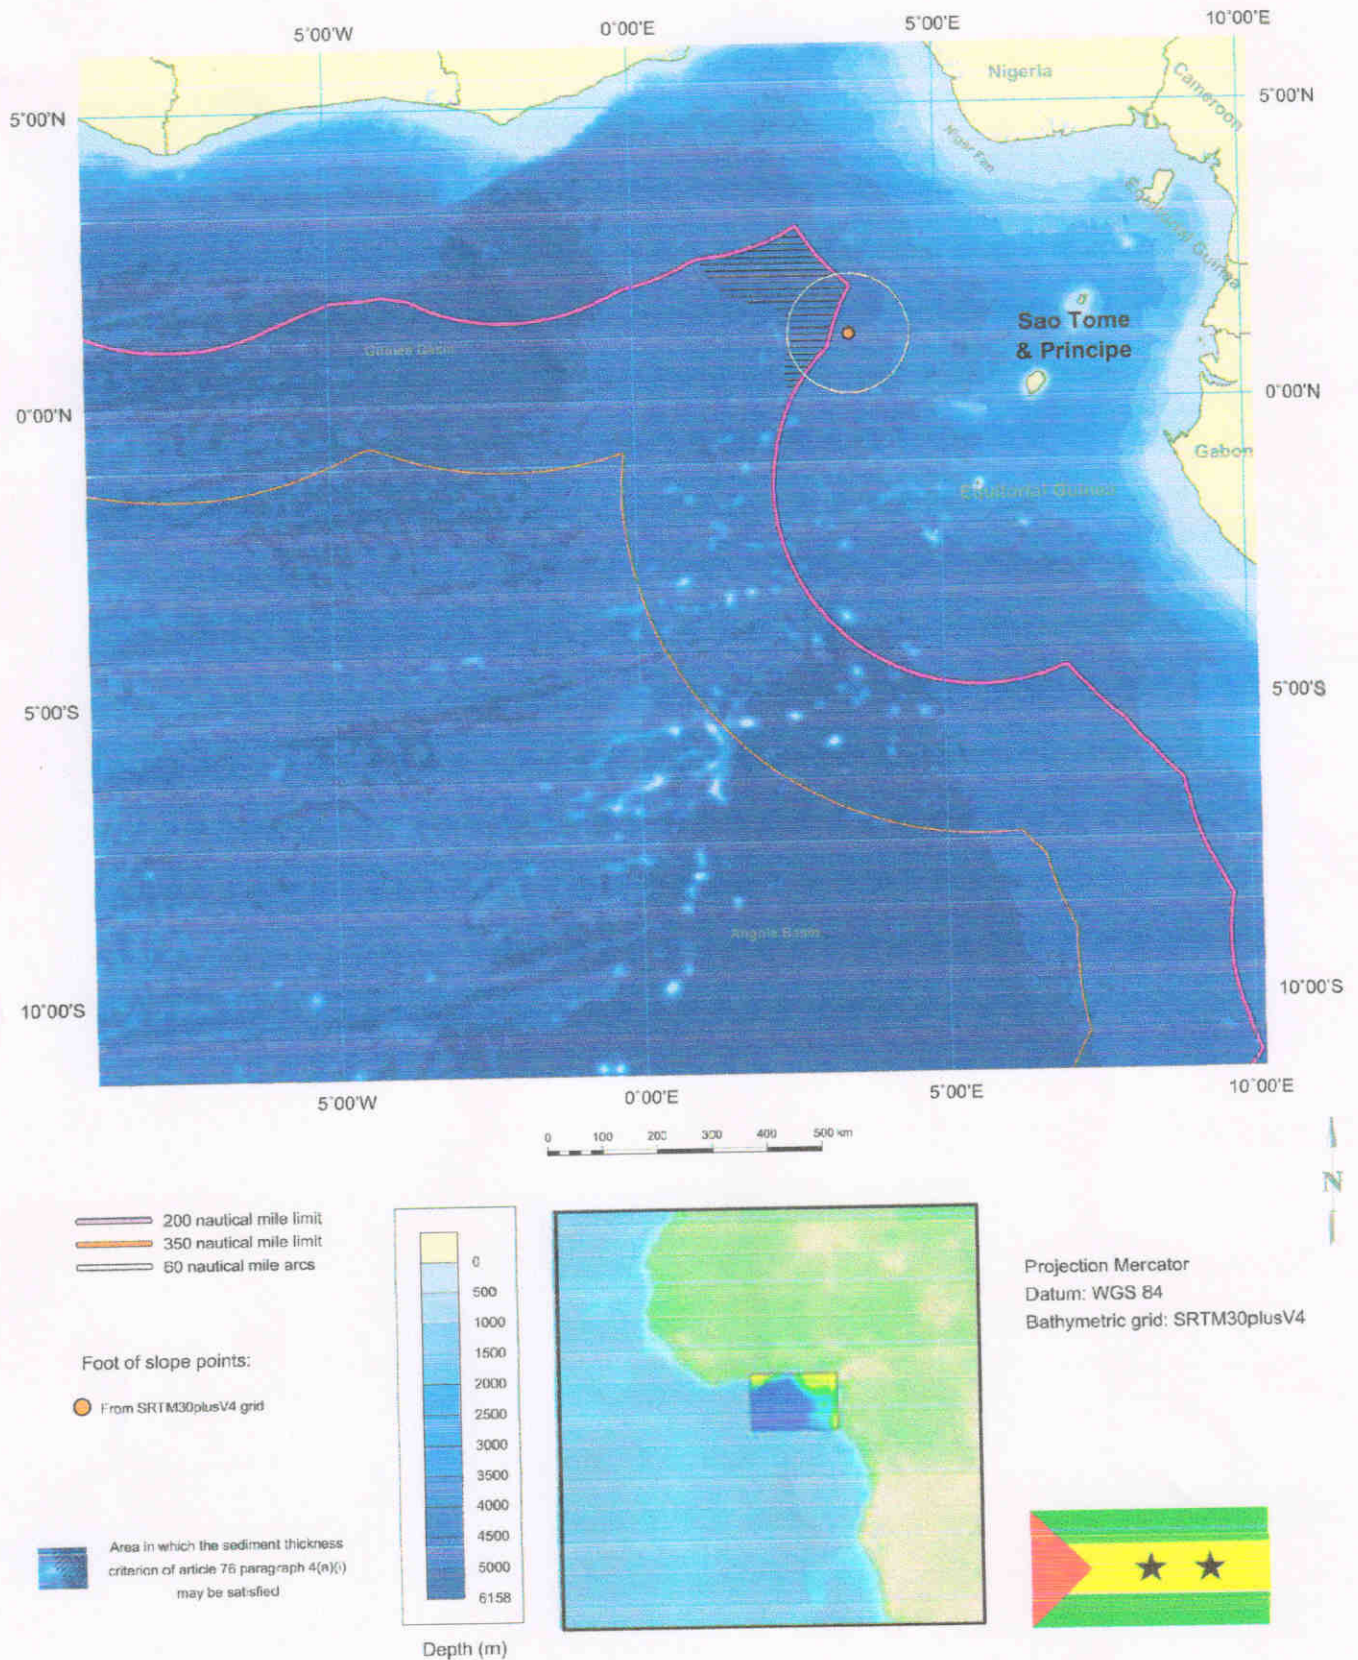 5°00'W 0°00'E 5°00'E 10°00'E
Nigeria
Cameroon
5°00'N 5°00'N
Niger Fan
Equatorial Guinea
Sao Tome
& Principe
Guinea Basin
0°00'N 0°00'N
Gabon
Equitorial Guinea
5°00'S 5°00'S
Angola Basin
10°00'S 10°00'S
5°00'W 0°00'E 5°00'E 10°00'E
0 100 200 300 400 500 km
N
200 nautical mile limit
350 nautical mile limit
60 nautical mile arcs
Foot of slope points:
From SRTM30plusV4 grid
Area in which the sediment thickness
criterion of article 76 paragraph 4(a)(i)
may be satisfied
0
500
1000
1500
2000
2500
3000
3500
4000
4500
5000
6158
Depth (m)
Projection Mercator
Datum: WGS 84
Bathymetric grid: SRTM30plusV4